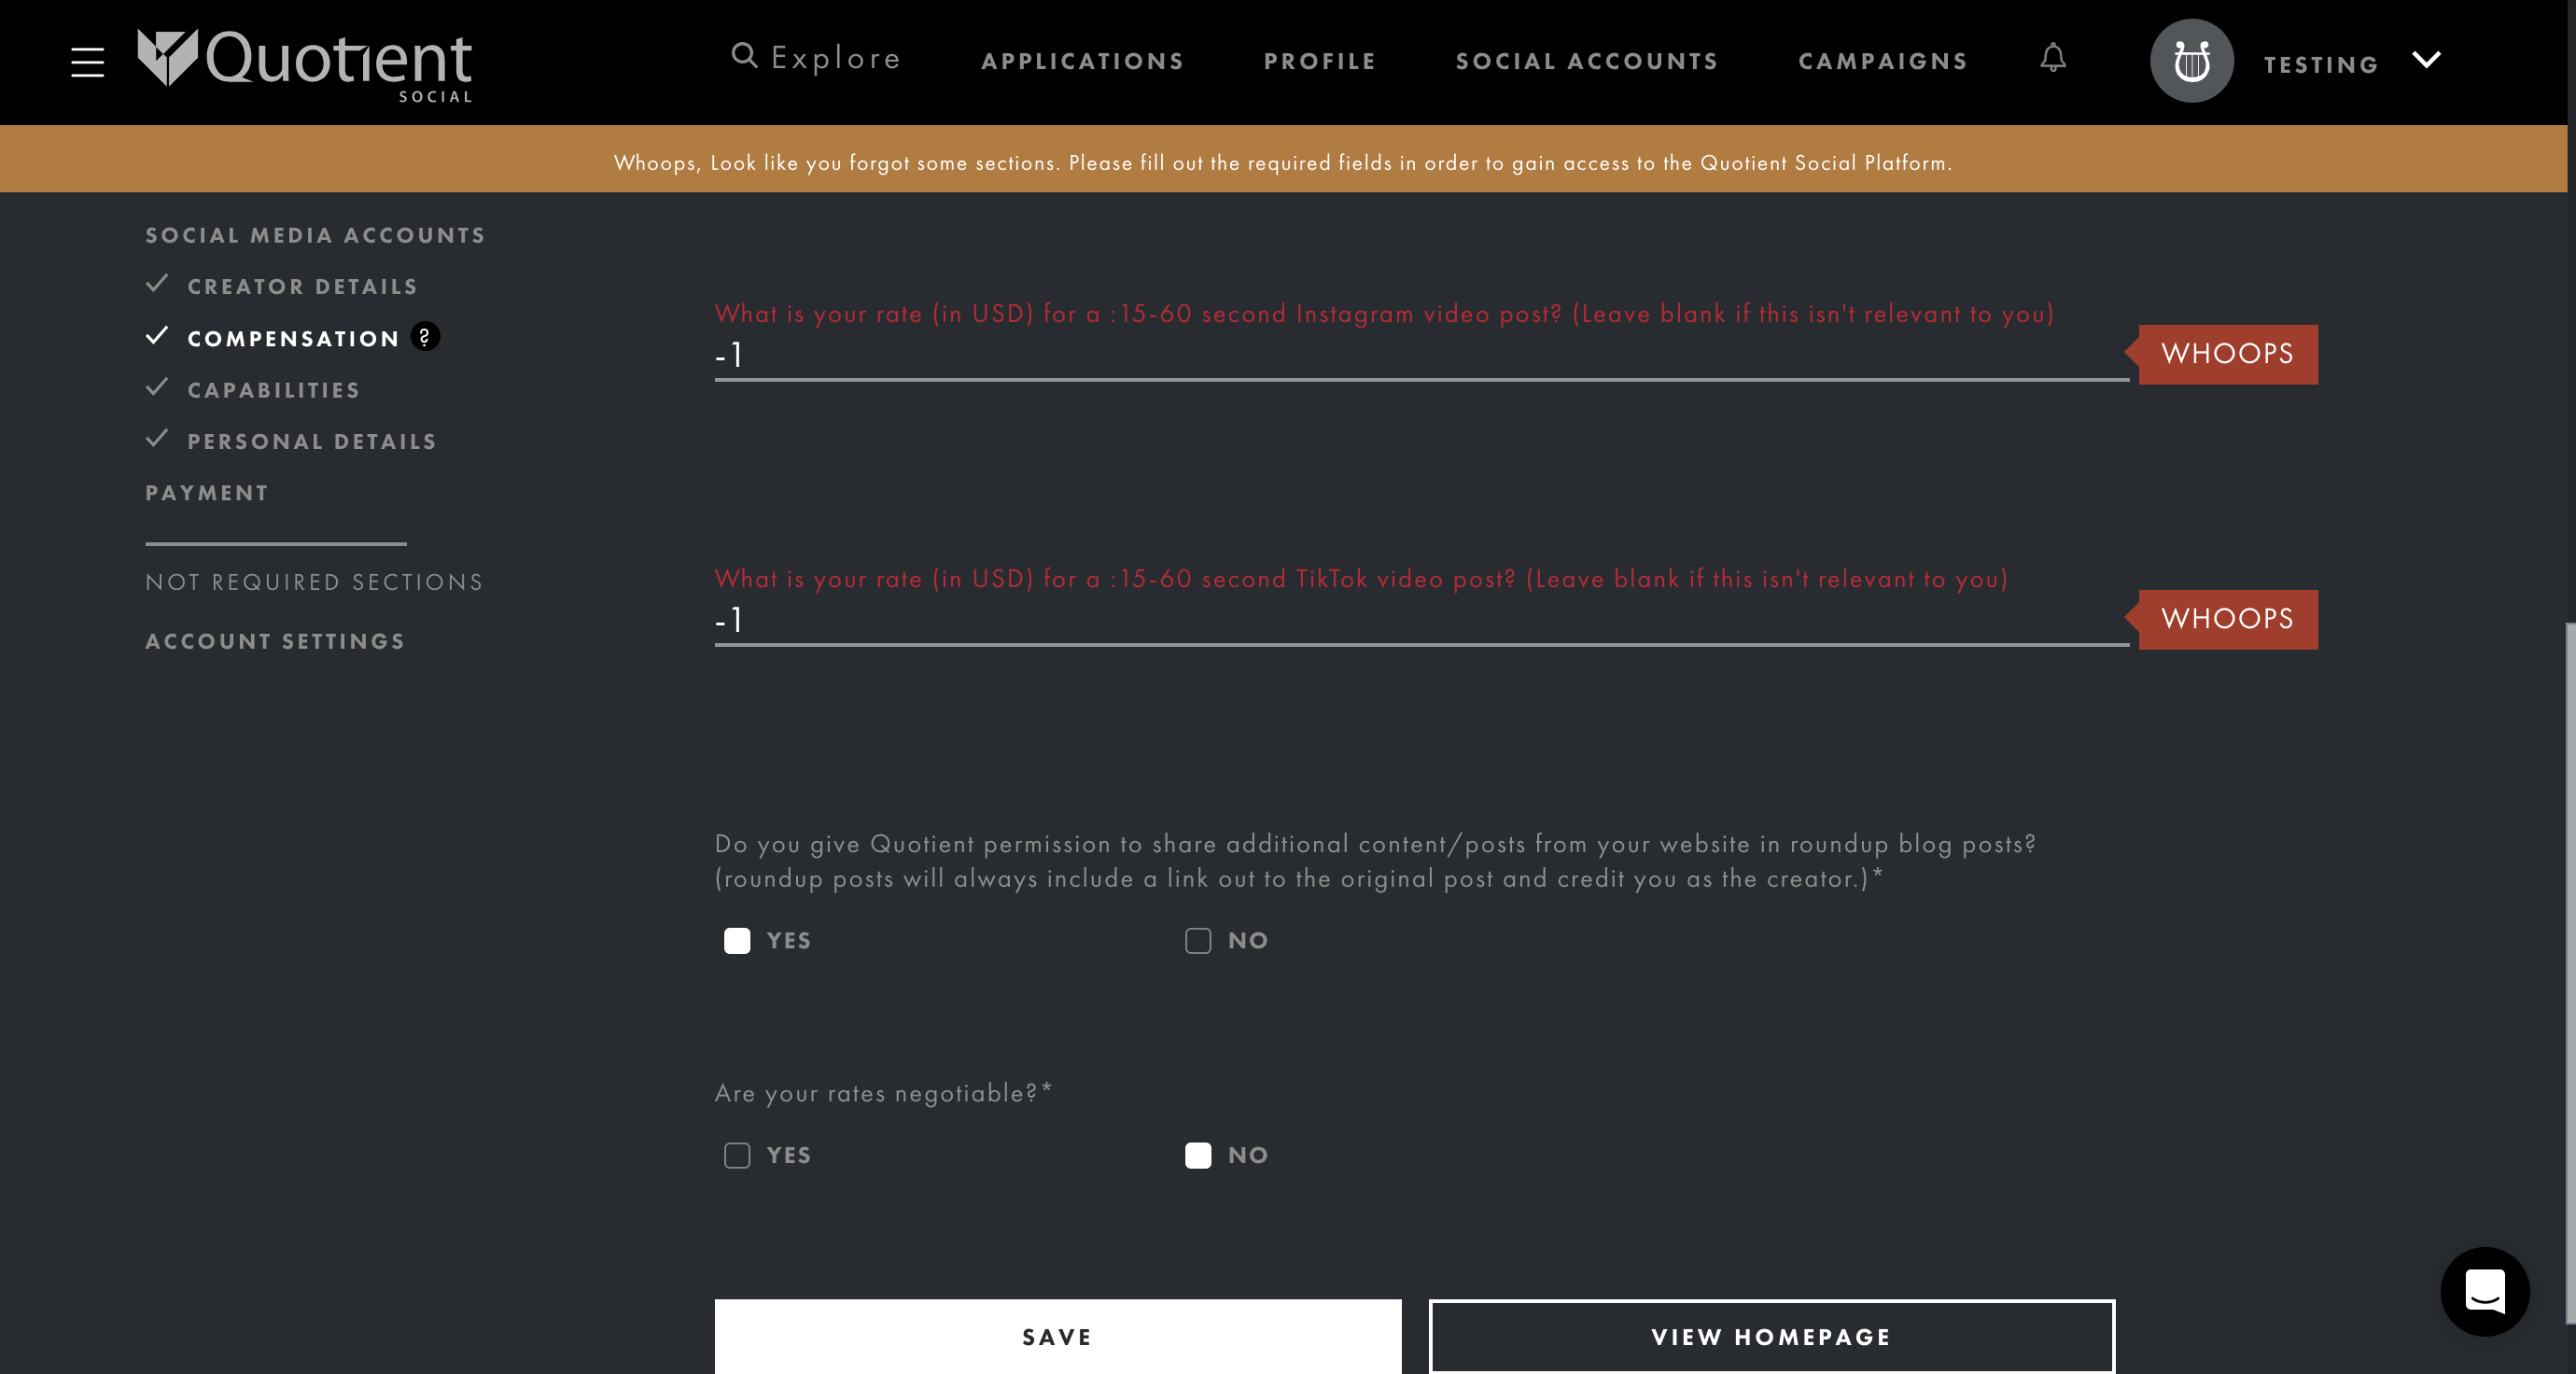 Quotient
SOCIAL
Explore
APPLICATIONS
PROFILE
SOCIAL ACCOUNTS
CAMPAIGNS
TESTING
Whoops, Look like you forgot some sections. Please fill out the required fields in order to gain access to the Quotient Social Platform.
SOCIAL MEDIA ACCOUNTS
CREATOR DETAILS
COMPENSATION ?
CAPABILITIES
PERSONAL DETAILS
PAYMENT
NOT REQUIRED SECTIONS
ACCOUNT SETTINGS
What is your rate (in USD) for a :15-60 second Instagram video post? (Leave blank if this isn't relevant to you)
-1
WHOOPS
What is your rate (in USD) for a :15-60 second TikTok video post? (Leave blank if this isn't relevant to you)
-1
WHOOPS
Do you give Quotient permission to share additional content/posts from your website in roundup blog posts?
(roundup posts will always include a link out to the original post and credit you as the creator.)*
YES
NO
Are your rates negotiable?*
YES
NO
SAVE
VIEW HOMEPAGE